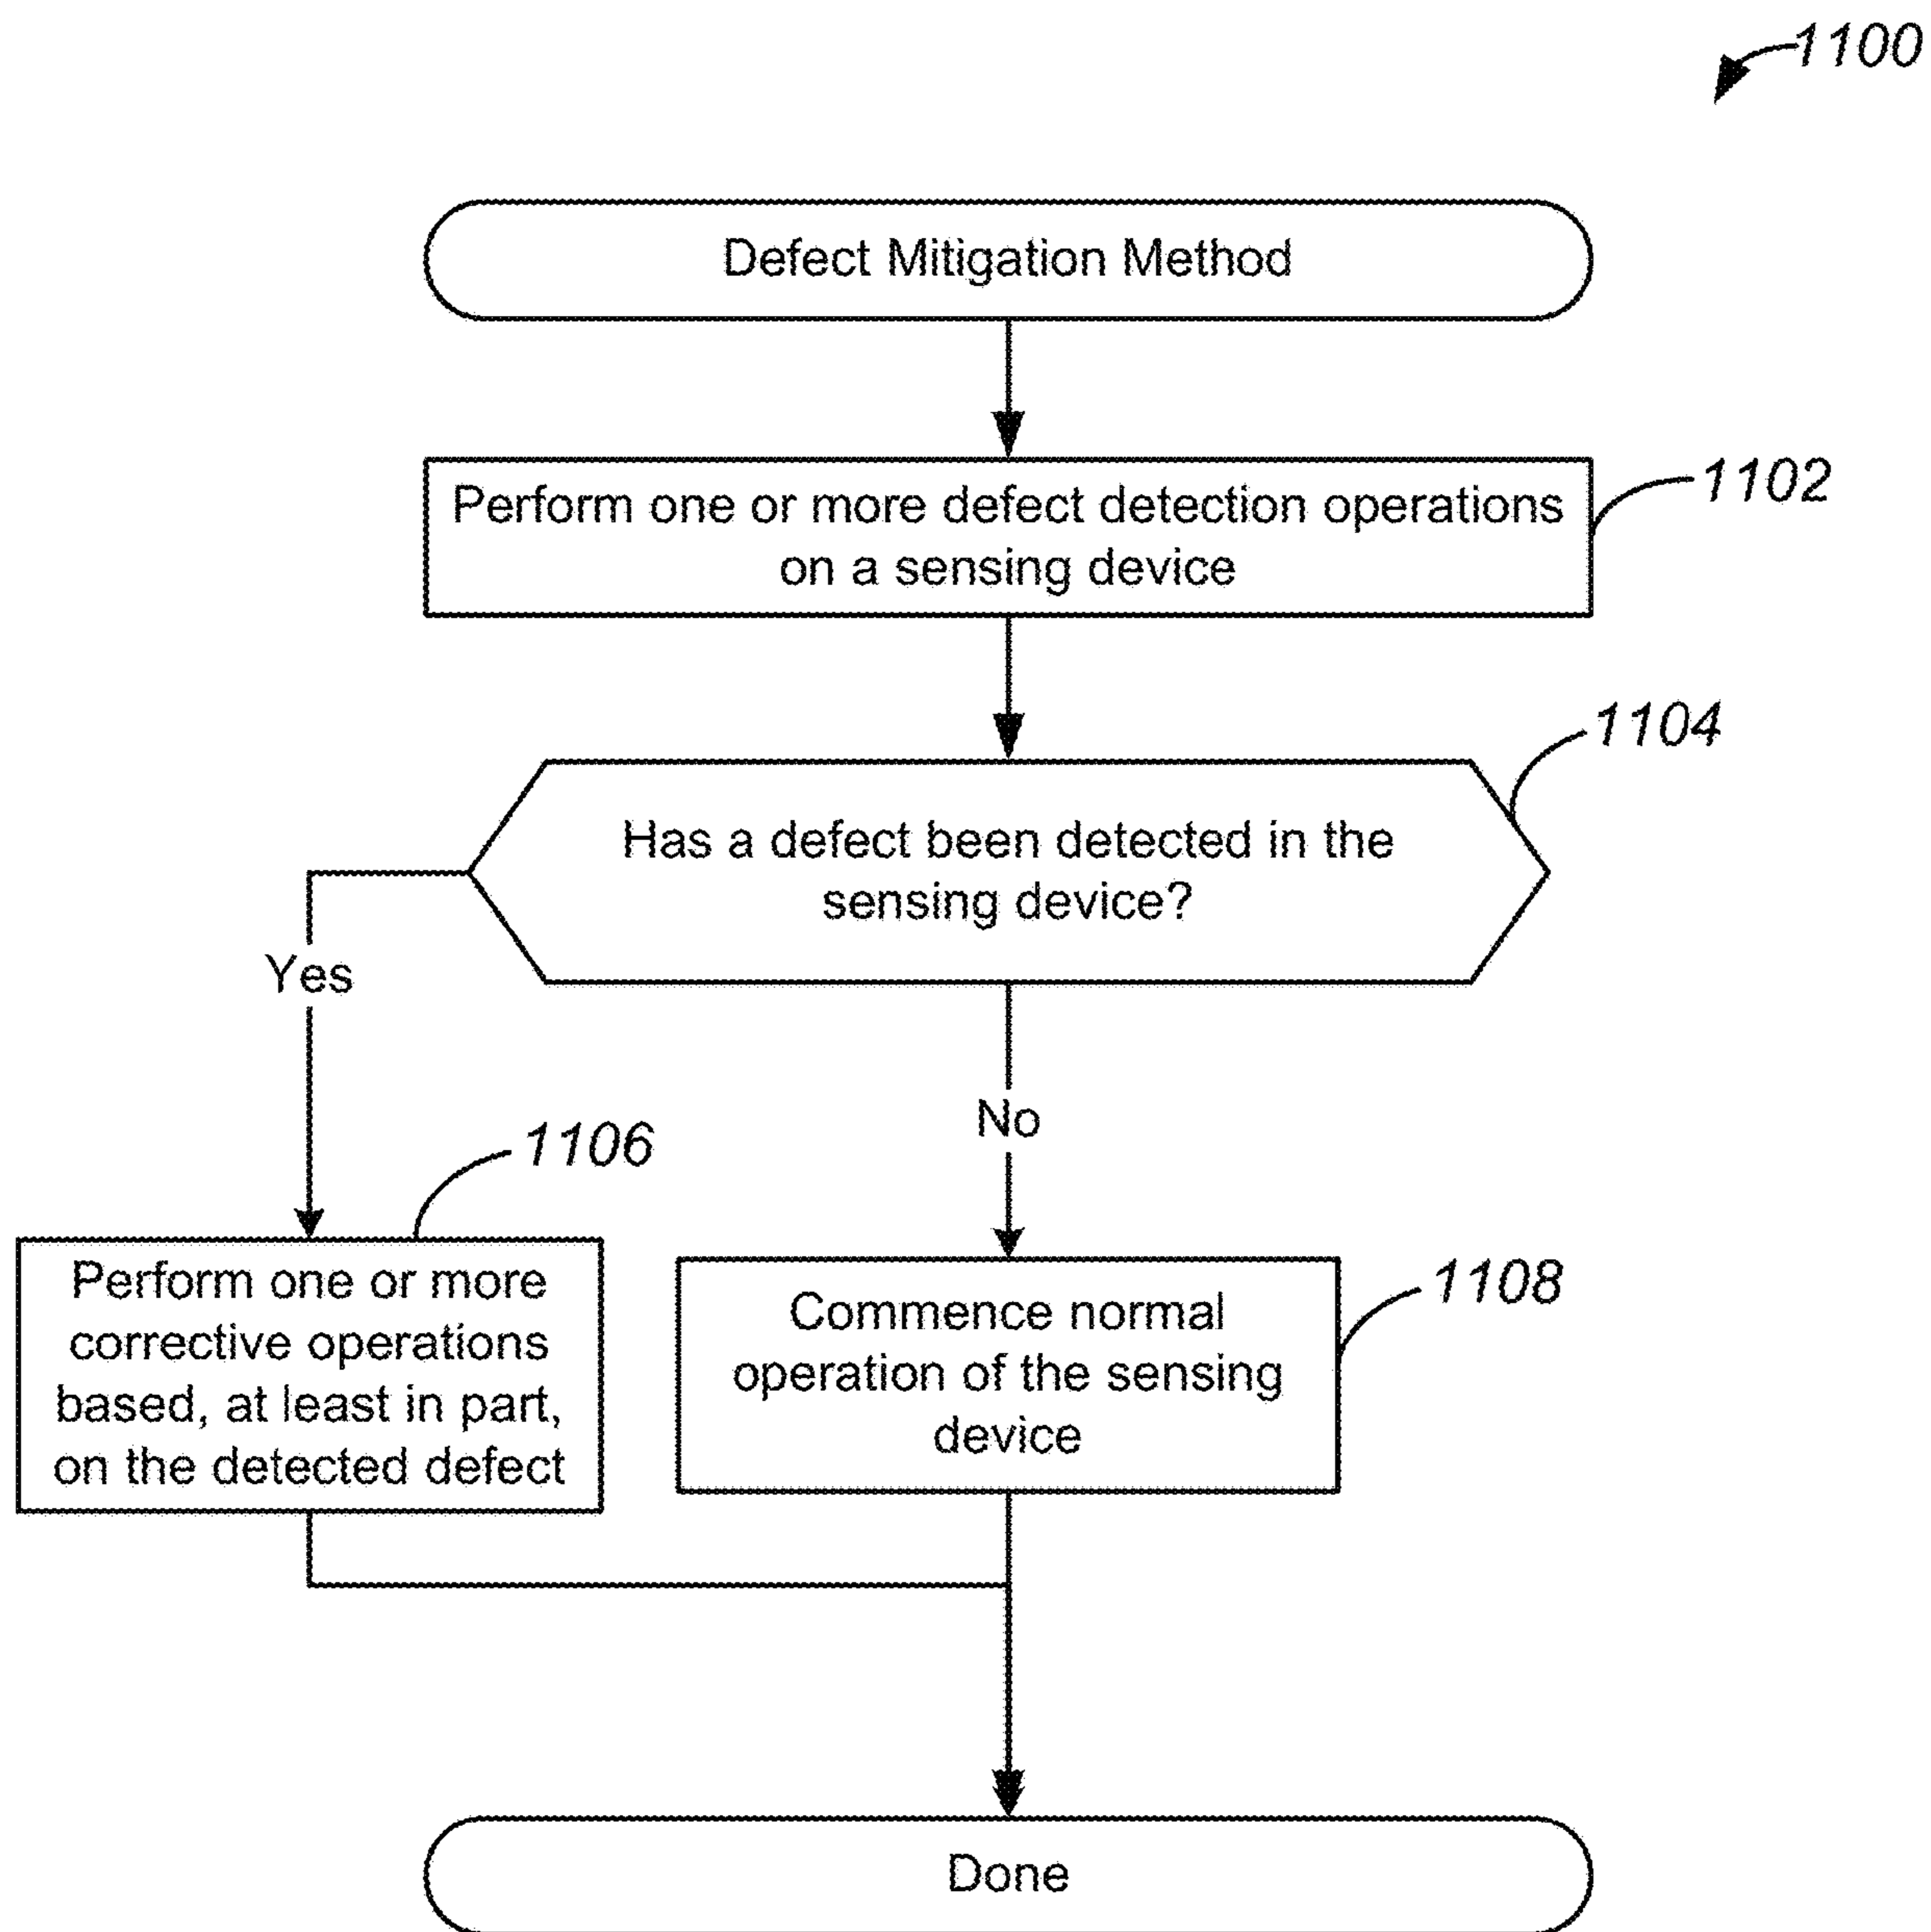 1100
Defect Mitigation Method
Perform one or more defect detection operations
on a sensing device
1102
1104
Has a defect been detected in the
sensing device?
Yes
No
1106
Perform one or more
corrective operations
based, at least in part,
on the detected defect
1108
Commence normal
operation of the sensing
device
Done